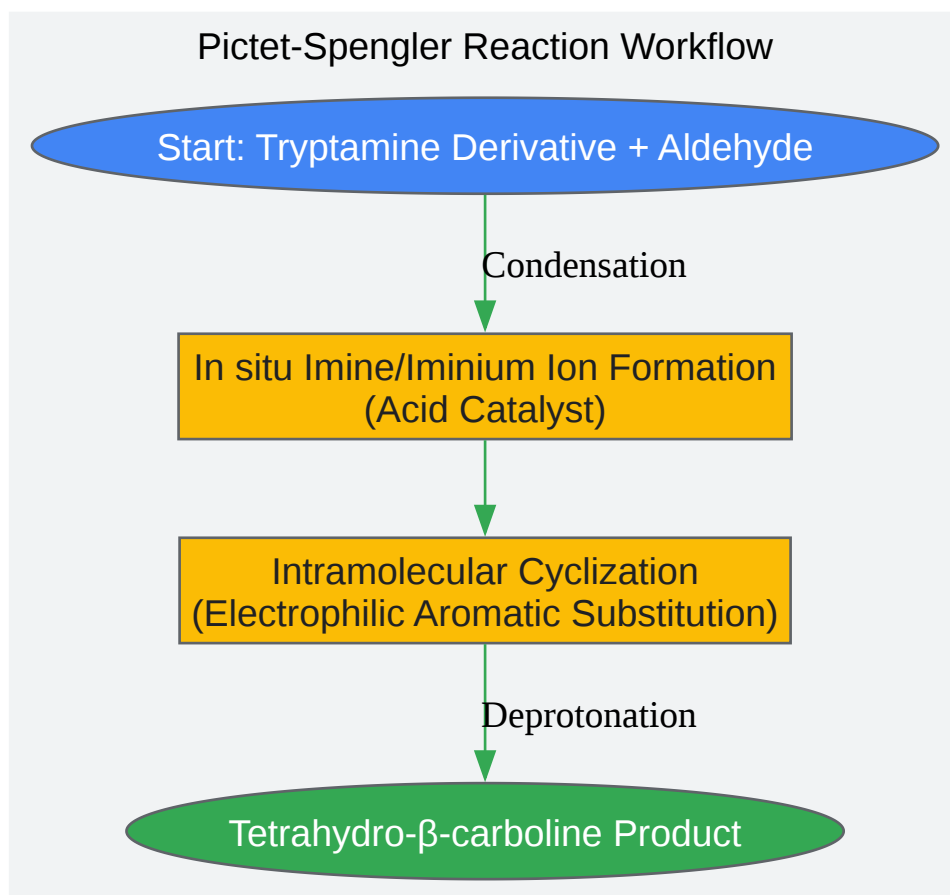 Pictet-Spengler Reaction Workflow
Start: Tryptamine Derivative + Aldehyde
Condensation
In situ Imine/Iminium Ion Formation
(Acid Catalyst)
Intramolecular Cyclization
(Electrophilic Aromatic Substitution)
Deprotonation
Tetrahydro-β-carboline Product